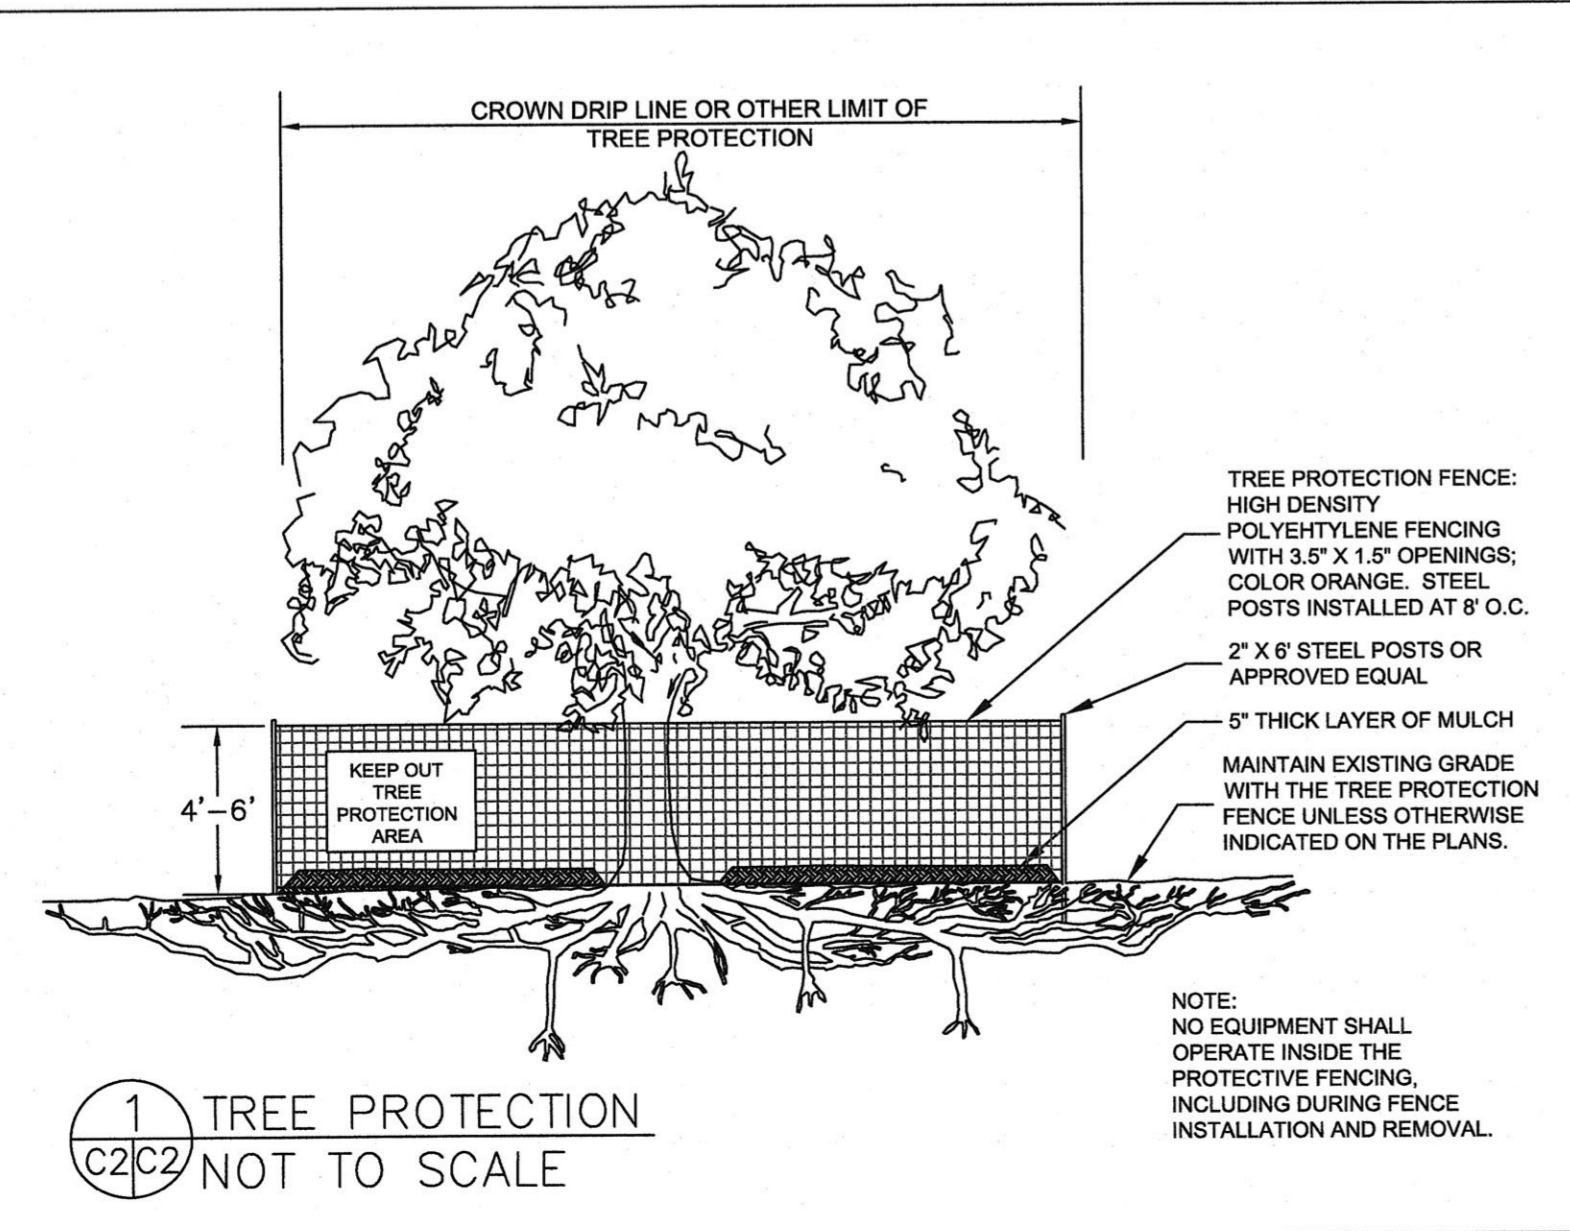 CROWN DRIP LINE OR OTHER LIMIT OF
TREE PROTECTION
TREE PROTECTION FENCE:
HIGH DENSITY
POLYEHTYLENE FENCING
WITH 3.5" X 1.5" OPENINGS;
COLOR ORANGE. STEEL
POSTS INSTALLED AT 8' O.C.
2" X 6' STEEL POSTS OR
APPROVED EQUAL
5" THICK LAYER OF MULCH
MAINTAIN EXISTING GRADE
WITH THE TREE PROTECTION
FENCE UNLESS OTHERWISE
INDICATED ON THE PLANS.
KEEP OUT
TREE
PROTECTION
AREA
4'-6'
NOTE:
NO EQUIPMENT SHALL
OPERATE INSIDE THE
PROTECTIVE FENCING,
INCLUDING DURING FENCE
INSTALLATION AND REMOVAL.
1
C2 C2
TREE PROTECTION
NOT TO SCALE